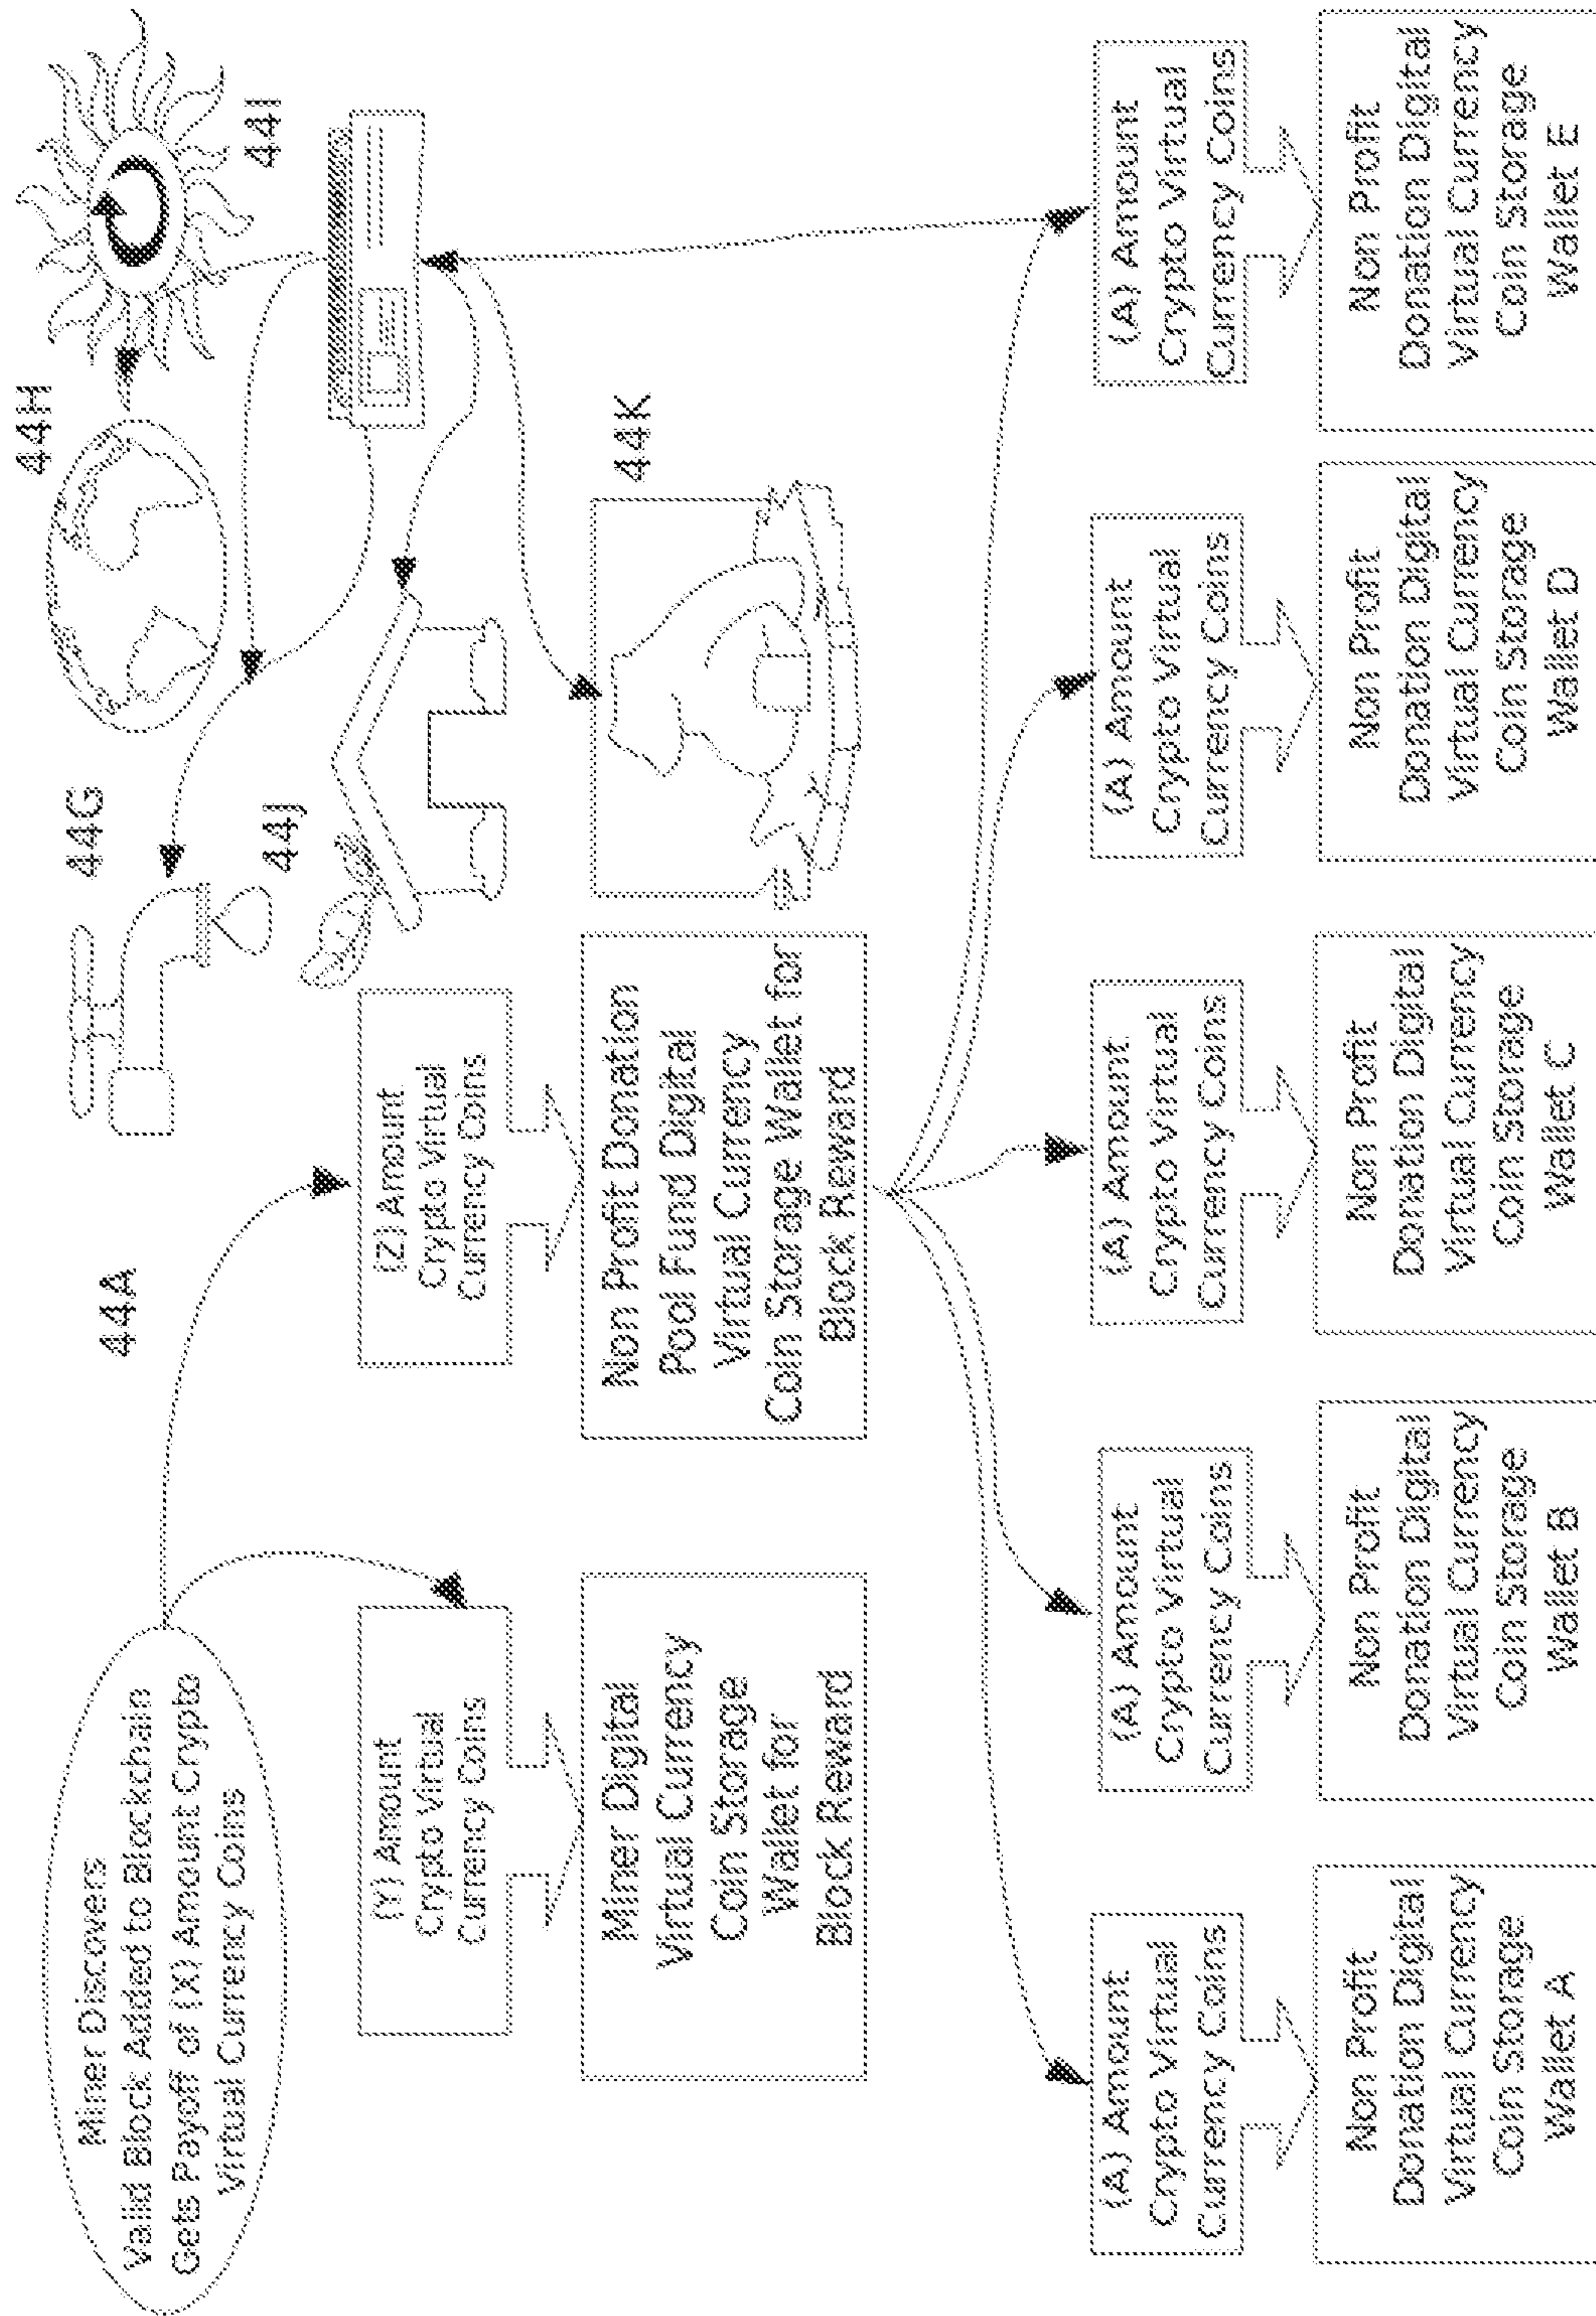 44A
44G
44H
44I
44J
44K
Miner Discovers
Valid Block Added to Blockchain
Gets Payoff of (X) Amount Crypto
Virtual Currency Coins
(Y) Amount
Crypto Virtual
Currency Coins
Miner Digital
Virtual Currency
Coin Storage
Wallet for
Block Reward
(Z) Amount
Crypto Virtual
Currency Coins
Non Profit Donation
Pool Fund Digital
Virtual Currency
Coin Storage Wallet for
Block Reward
(A) Amount
Crypto Virtual
Currency Coins
Non Profit
Donation Digital
Virtual Currency
Coin Storage
Wallet A
(A) Amount
Crypto Virtual
Currency Coins
Non Profit
Donation Digital
Virtual Currency
Coin Storage
Wallet B
(A) Amount
Crypto Virtual
Currency Coins
Non Profit
Donation Digital
Virtual Currency
Coin Storage
Wallet C
(A) Amount
Crypto Virtual
Currency Coins
Non Profit
Donation Digital
Virtual Currency
Coin Storage
Wallet D
(A) Amount
Crypto Virtual
Currency Coins
Non Profit
Donation Digital
Virtual Currency
Coin Storage
Wallet E